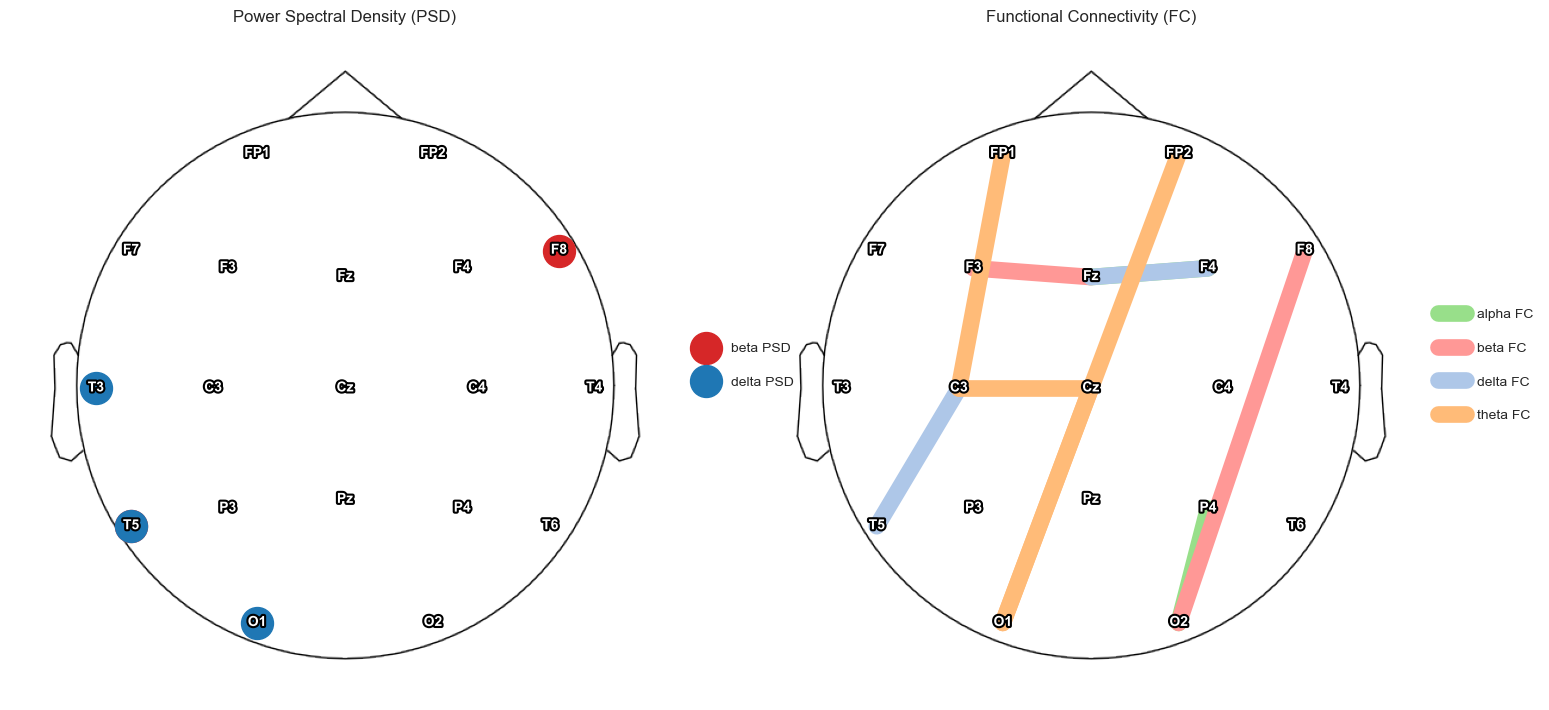 Power Spectral Density (PSD)
FP1 FP2
F7 F3 Fz F4 F8
T3 C3 Cz C4 T4
T5 P3 Pz P4 T6
O1 O2
beta PSD
delta PSD
Functional Connectivity (FC)
FP1 FP2
F7 F3 Fz F4 F8
T3 C3 Cz C4 T4
T5 P3 Pz P4 T6
O1 O2
alpha FC
beta FC
delta FC
theta FC